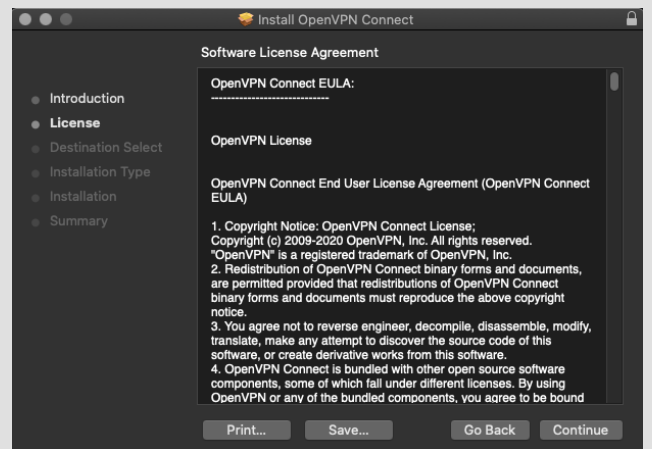 Install OpenVPN Connect
Software License Agreement
Introduction
License
Destination Select
Installation Type
Installation
Summary
OpenVPN Connect EULA:
-----------------------------
OpenVPN License
OpenVPN Connect End User License Agreement (OpenVPN Connect
EULA)
1. Copyright Notice: OpenVPN Connect License;
Copyright (c) 2009-2020 OpenVPN, Inc. All rights reserved.
"OpenVPN" is a registered trademark of OpenVPN, Inc.
2. Redistribution of OpenVPN Connect binary forms and documents,
are permitted provided that redistributions of OpenVPN Connect
binary forms and documents must reproduce the above copyright
notice.
3. You agree not to reverse engineer, decompile, disassemble, modify,
translate, make any attempt to discover the source code of this
software, or create derivative works from this software.
4. OpenVPN Connect is bundled with other open source software
components, some of which fall under different licenses. By using
OpenVPN or any of the bundled components, you agree to be bound
Print...
Save...
Go Back
Continue